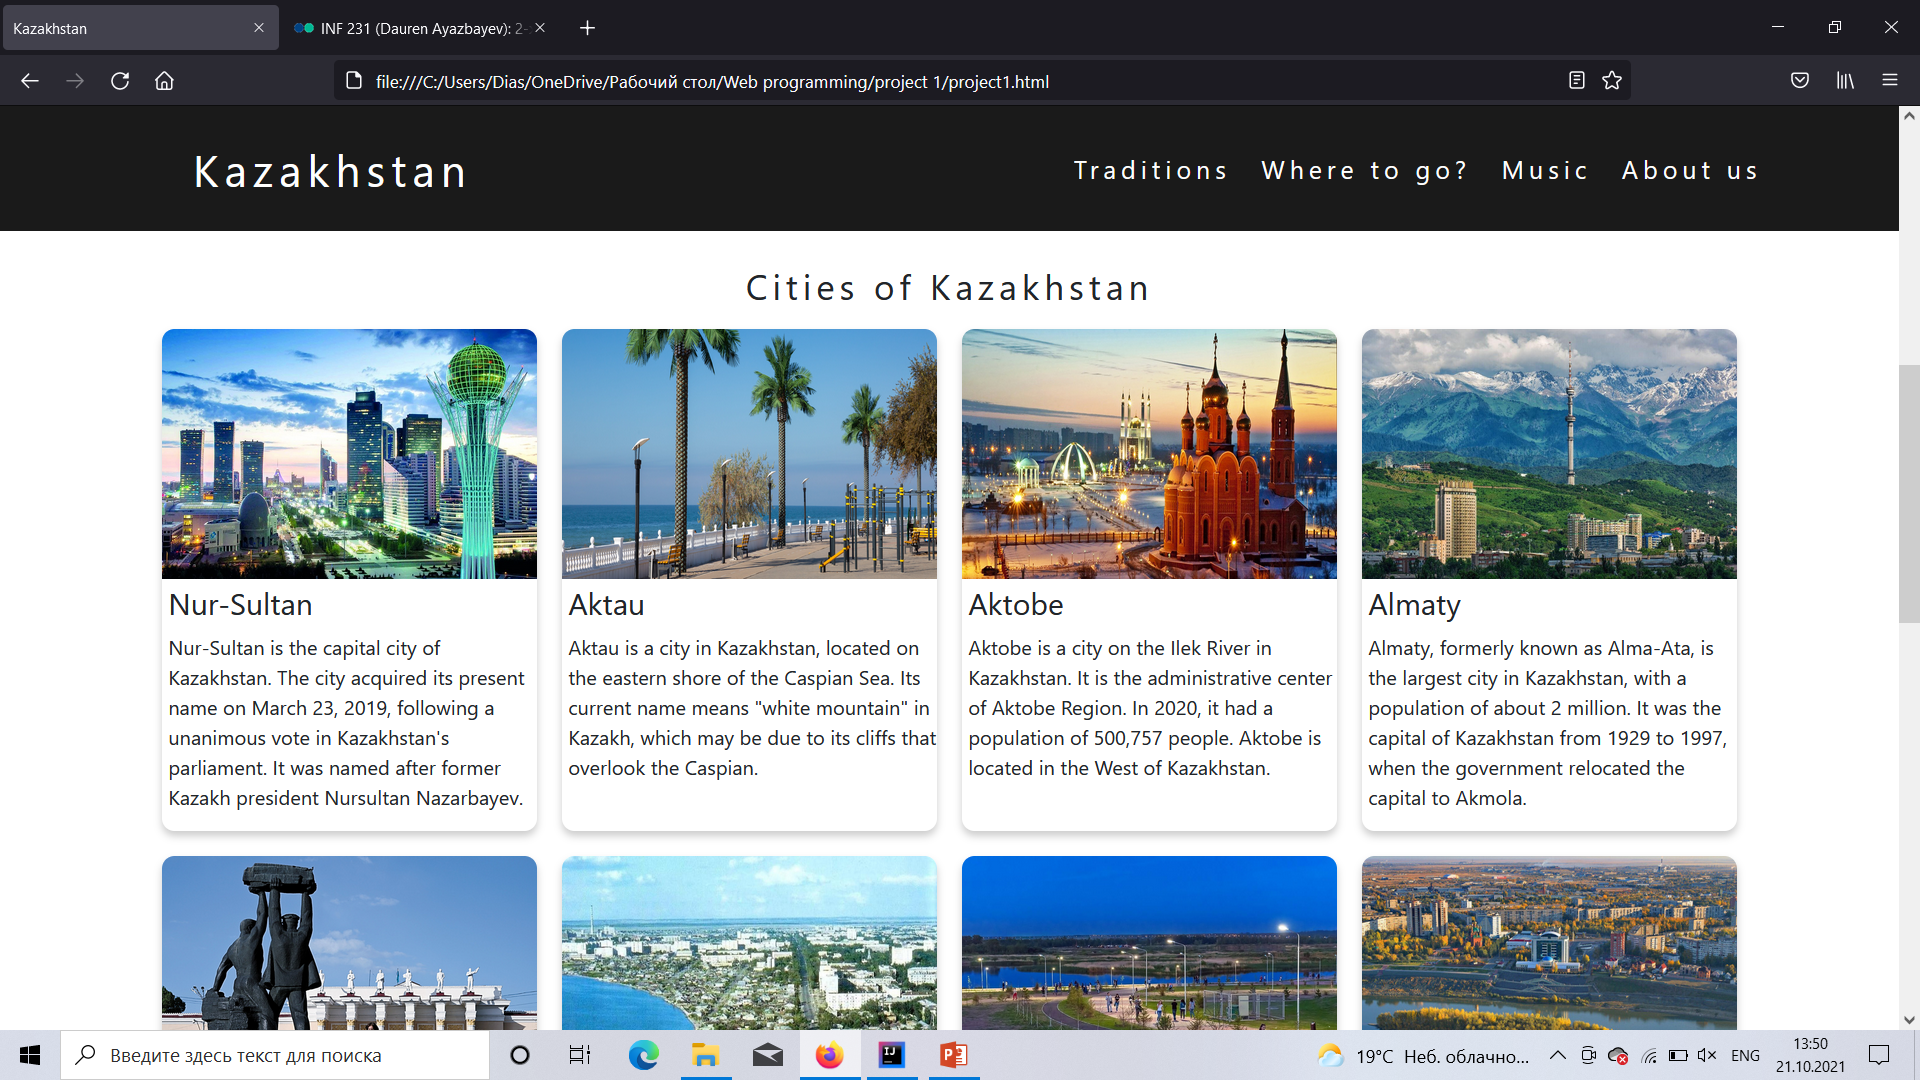 Kazakhstan
INF 231 (Dauren Ayazbayev): 2-
file:///C:/Users/Dias/OneDrive/Рабочий стол/Web programming/project 1/project1.html
Kazakhstan
Traditions Where to go? Music About us
Cities of Kazakhstan
Nur-Sultan
Nur-Sultan is the capital city of
Kazakhstan. The city acquired its present
name on March 23, 2019, following a
unanimous vote in Kazakhstan's
parliament. It was named after former
Kazakh president Nursultan Nazarbayev.
Aktau
Aktau is a city in Kazakhstan, located on
the eastern shore of the Caspian Sea. Its
current name means "white mountain" in
Kazakh, which may be due to its cliffs that
overlook the Caspian.
Aktobe
Aktobe is a city on the Ilek River in
Kazakhstan. It is the administrative center
of Aktobe Region. In 2020, it had a
population of 500,757 people. Aktobe is
located in the West of Kazakhstan.
Almaty
Almaty, formerly known as Alma-Ata, is
the largest city in Kazakhstan, with a
population of about 2 million. It was the
capital of Kazakhstan from 1929 to 1997,
when the government relocated the
capital to Akmola.
Введите здесь текст для поиска
19°C Неб. облачно...
ENG
13:50
21.10.2021